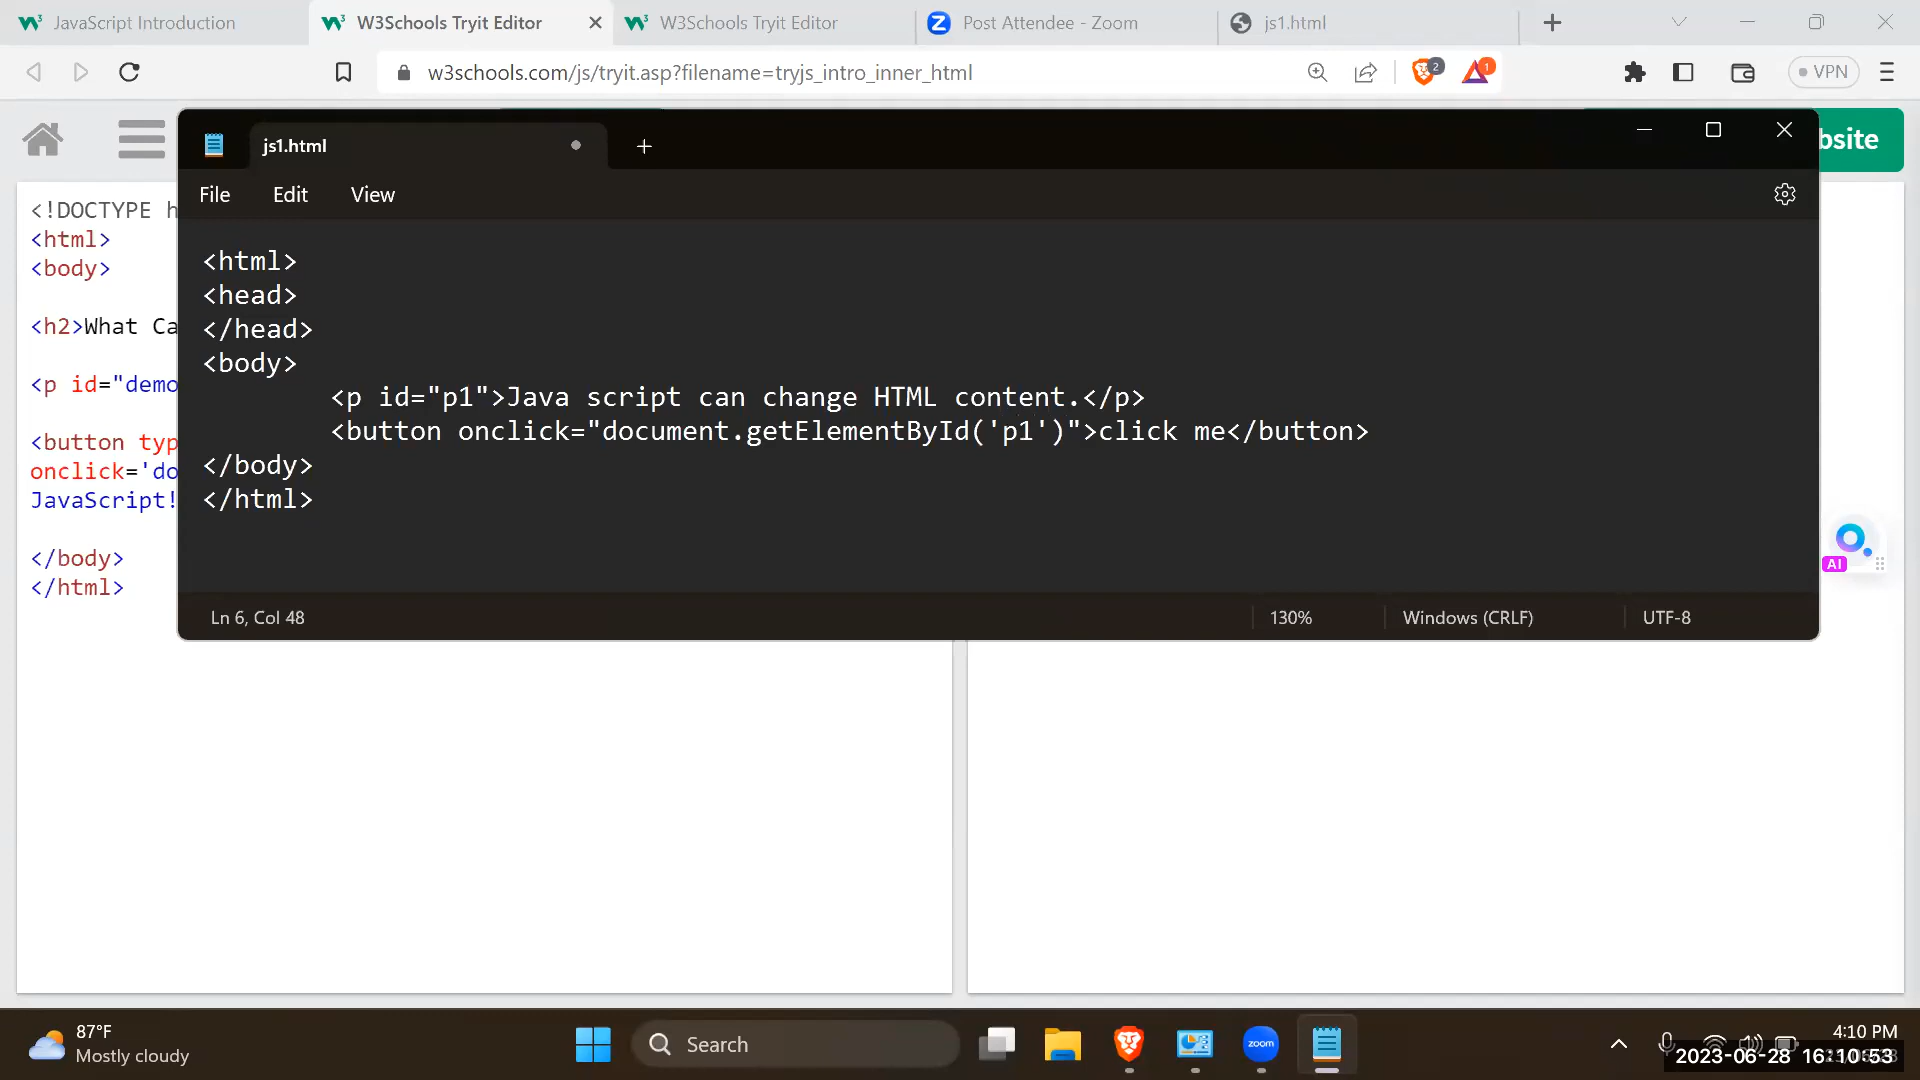 JavaScript Introduction
W3Schools Tryit Editor
W3Schools Tryit Editor
Post Attendee - Zoom
js1.html
w3schools.com/js/tryit.asp?filename=tryjs_intro_inner_html
2
1
VPN
bsite
js1.html
File Edit View
<!DOCTYPE h
<html>
<body>
<h2>What Ca
<p id="demo
<button typ
onclick='do
JavaScript!
</body>
</html>
<html>
<head>
</head>
<body>
<p id="p1">Java script can change HTML content.</p>
<button onclick="document.getElementById('p1')">click me</button>
</body>
</html>
AI
Ln 6, Col 48
130%
Windows (CRLF)
UTF-8
87°F
Mostly cloudy
Search
zoom
4:10 PM
2023-06-28 16:10:53